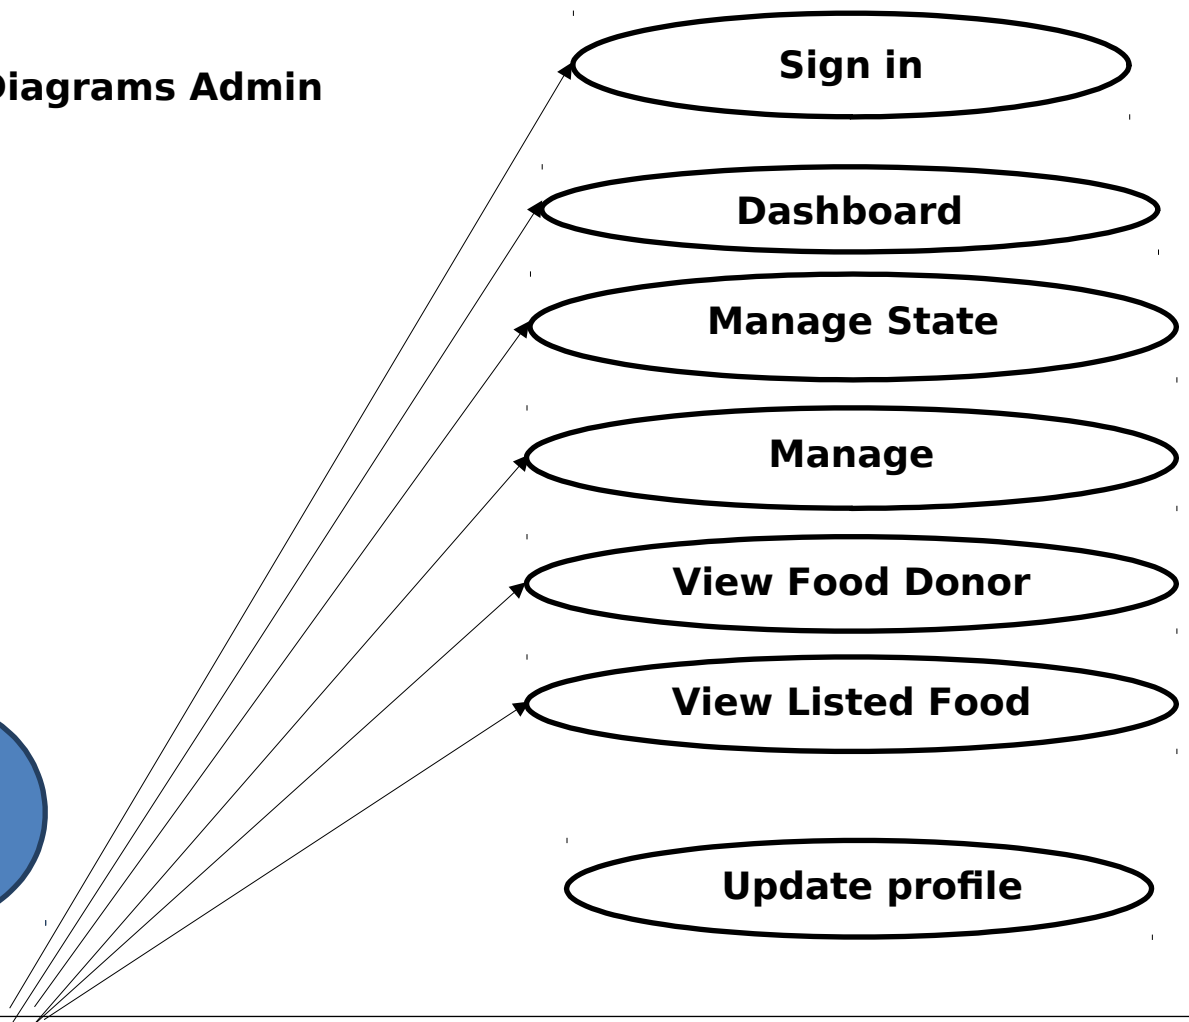 Sign in
Diagrams Admin
Dashboard
Manage State
Manage
View Food Donor
View Listed Food
Update profile